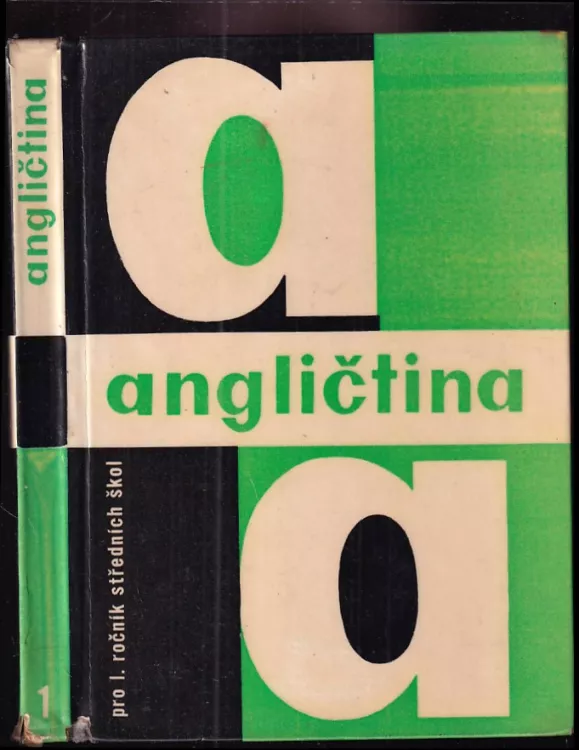 angličtina
1
a
angličtina
a
pro I. ročník středních škol